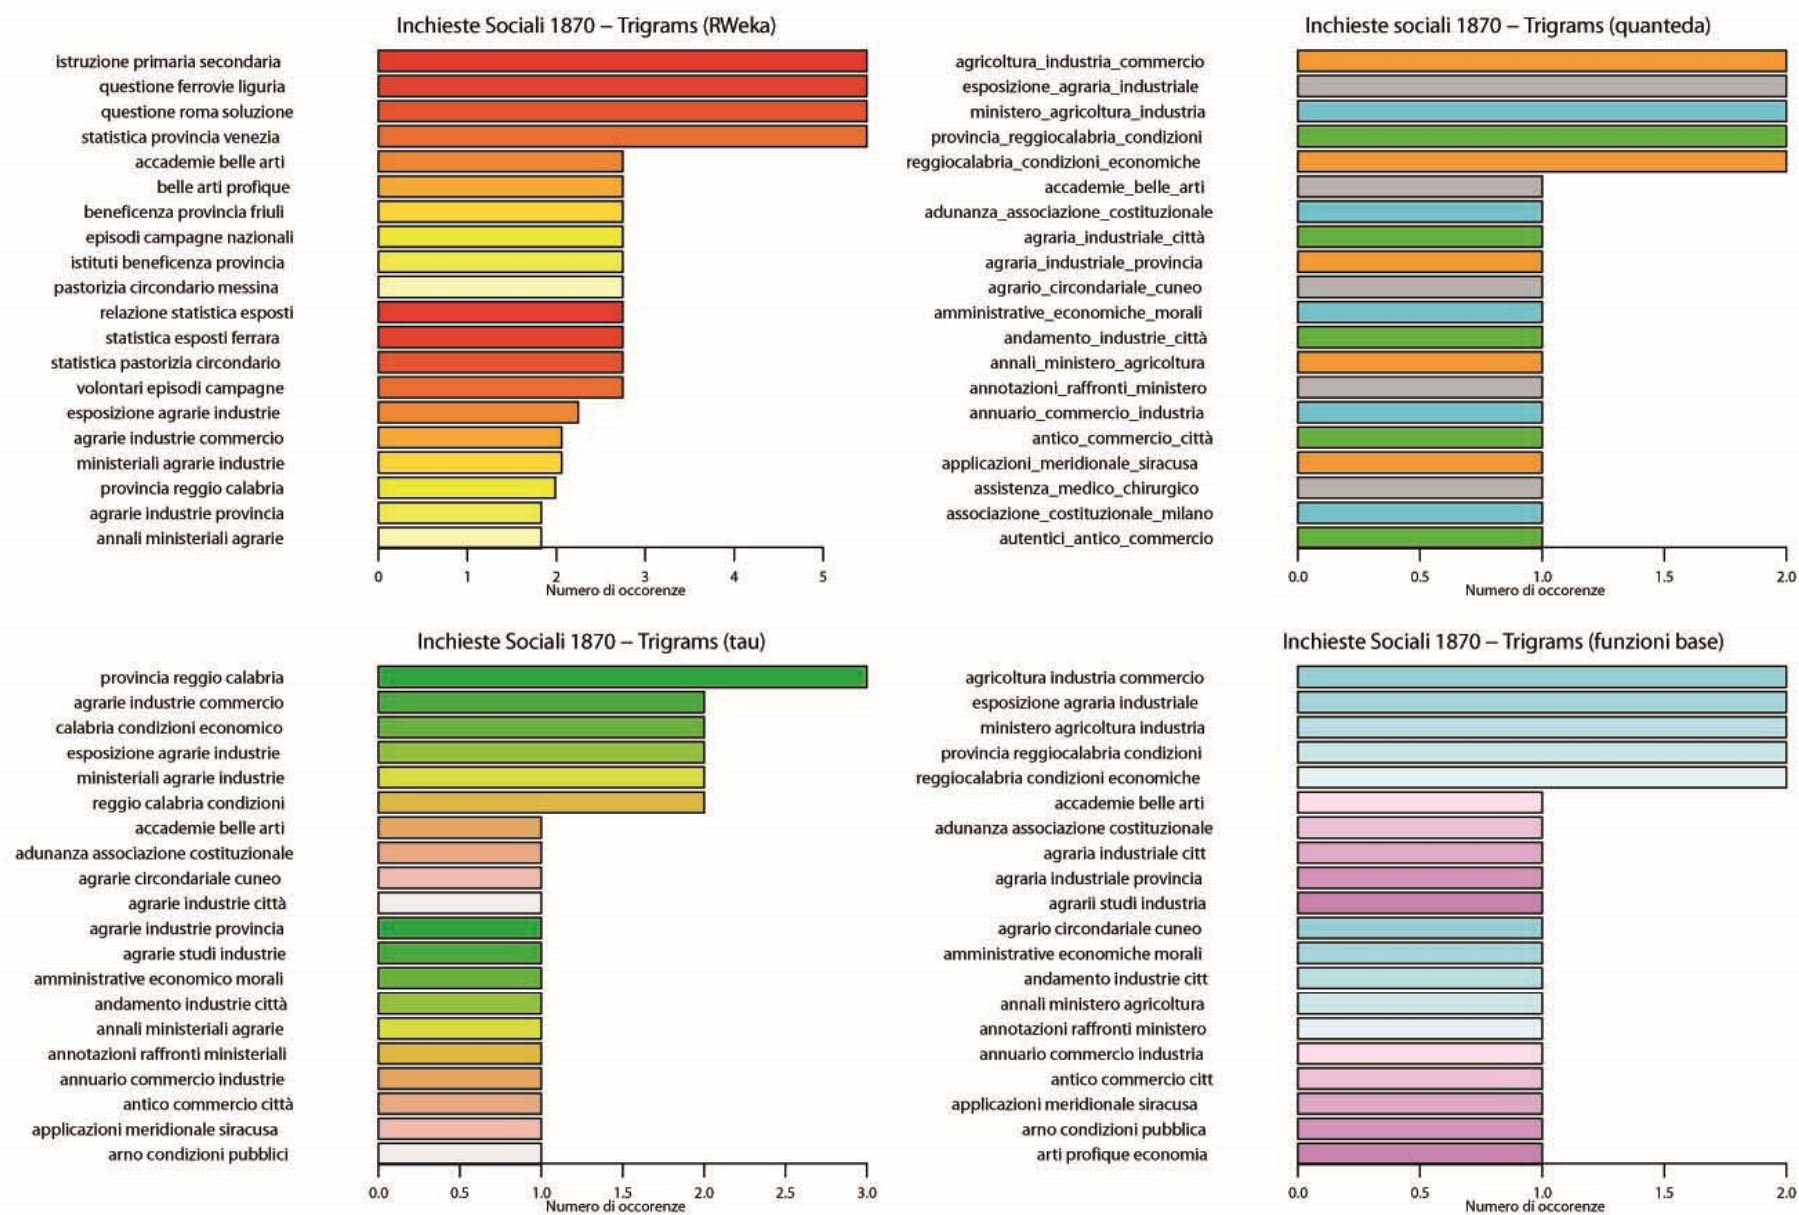 Inchieste Sociali 1870 – Trigrams (RWeka)
istruzione primaria secondaria
questione ferrovie liguria
questione roma soluzione
statistica provincia venezia
accademie belle arti
belle arti profique
beneficenza provincia friuli
episodi campagne nazionali
istituti beneficenza provincia
pastorizia circondario messina
relazione statistica esposti
statistica esposti ferrara
statistica pastorizia circondario
volontari episodi campagne
esposizione agrarie industrie
agrarie industrie commercio
ministeriali agrarie industrie
provincia reggio calabria
agrarie industrie provincia
annali ministeriali agrarie
0 1 2 3 4 5
Numero di occorenze
Inchieste sociali 1870 – Trigrams (quanteda)
agricoltura_industria_commercio
esposizione_agraria_industriale
ministero_agricoltura_industria
provincia_reggiocalabria_condizioni
reggiocalabria_condizioni_economiche
accademie_belle_arti
adunanza_associazione_costituzionale
agraria_industriale_città
agraria_industriale_provincia
agrario_circondariale_cuneo
amministrative_economiche_morali
andamento_industrie_città
annali_ministero_agricoltura
annotazioni_raffronti_ministero
annuario_commercio_industria
antico_commercio_città
applicazioni_meridionale_siracusa
assistenza_medico_chirurgico
associazione_costituzionale_milano
autentici_antico_commercio
0.0 0.5 1.0 1.5 2.0
Numero di occorenze
Inchieste Sociali 1870 – Trigrams (tau)
provincia reggio calabria
agrarie industrie commercio
calabria condizioni economico
esposizione agrarie industrie
ministeriali agrarie industrie
reggio calabria condizioni
accademie belle arti
adunanza associazione costituzionale
agrarie circondariale cuneo
agrarie industrie città
agrarie industrie provincia
agrarie studi industrie
amministrative economico morali
andamento industrie città
annali ministeriali agrarie
annotazioni raffronti ministeriali
annuario commercio industrie
antico commercio città
applicazioni meridionale siracusa
arno condizioni pubblici
0.0 0.5 1.0 1.5 2.0 2.5 3.0
Numero di occorenze
Inchieste Sociali 1870 – Trigrams (funzioni base)
agricoltura industria commercio
esposizione agraria industriale
ministero agricoltura industria
provincia reggiocalabria condizioni
reggiocalabria condizioni economiche
accademie belle arti
adunanza associazione costituzionale
agraria industriale citt
agraria industriale provincia
agrarii studi industria
agrario circondariale cuneo
amministrative economiche morali
andamento industrie citt
annali ministero agricoltura
annotazioni raffronti ministero
annuario commercio industria
antico commercio citt
applicazioni meridionale siracusa
arno condizioni pubblica
arti profique economia
0.0 0.5 1.0 1.5 2.0
Numero di occorenze